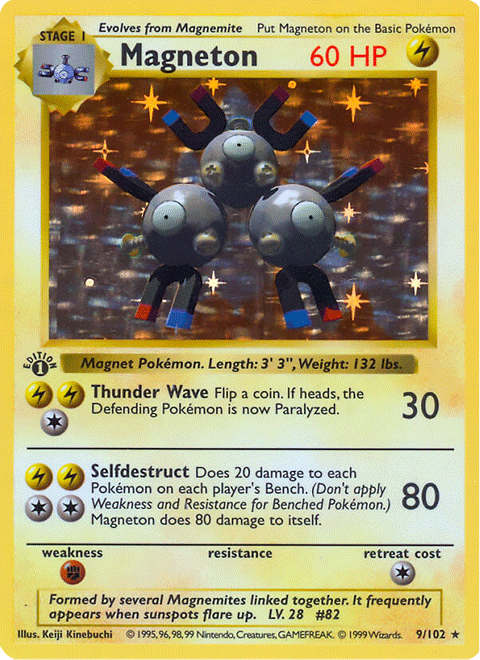 Evolves from Magnemite Put Magneton on the Basic Pokémon
STAGE 1
Magneton 60 HP
EDITION
1
Magnet Pokémon. Length: 3' 3", Weight: 132 lbs.
Thunder Wave Flip a coin. If heads, the
Defending Pokémon is now Paralyzed.
30
Selfdestruct Does 20 damage to each
Pokémon on each player's Bench. (Don't apply
Weakness and Resistance for Benched Pokémon.)
Magneton does 80 damage to itself.
80
weakness resistance retreat cost
Formed by several Magnemites linked together. It frequently
appears when sunspots flare up. LV. 28 #82
Illus. Keiji Kinebuchi © 1995, 96, 98, 99 Nintendo, Creatures, GAMEFREAK. © 1999 Wizards. 9/102 ★